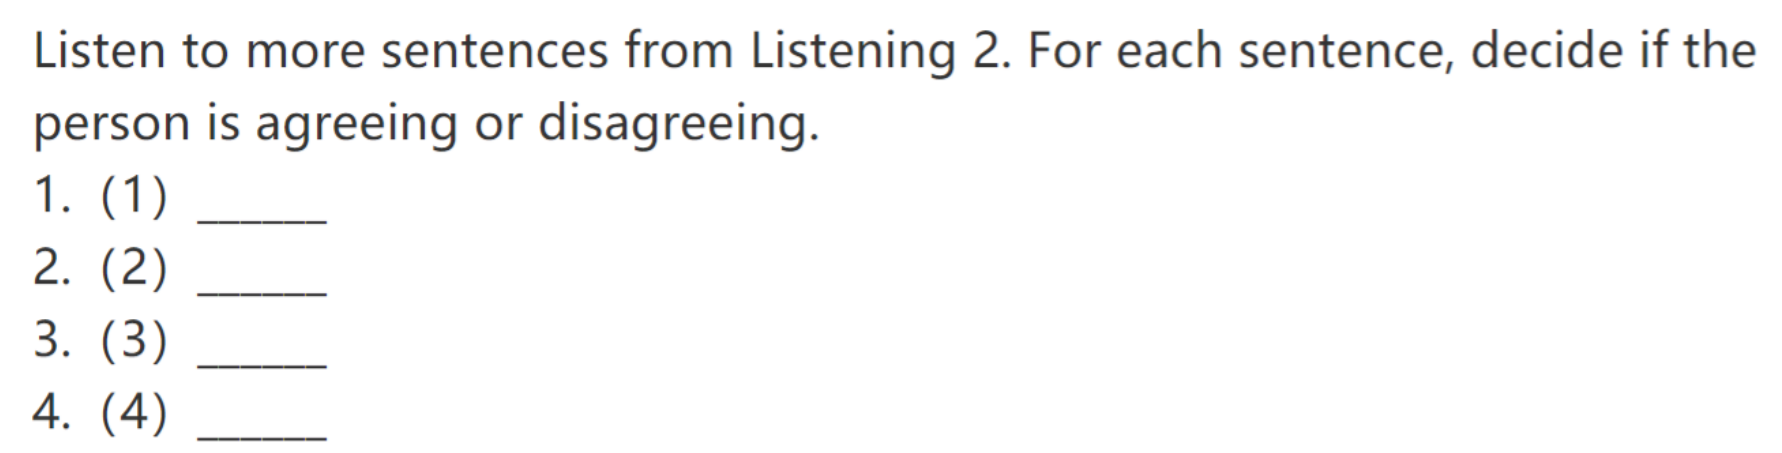 Listen to more sentences from Listening 2. For each sentence, decide if the
person is agreeing or disagreeing.
1. (1) ______
2. (2) ______
3. (3) ______
4. (4) ______